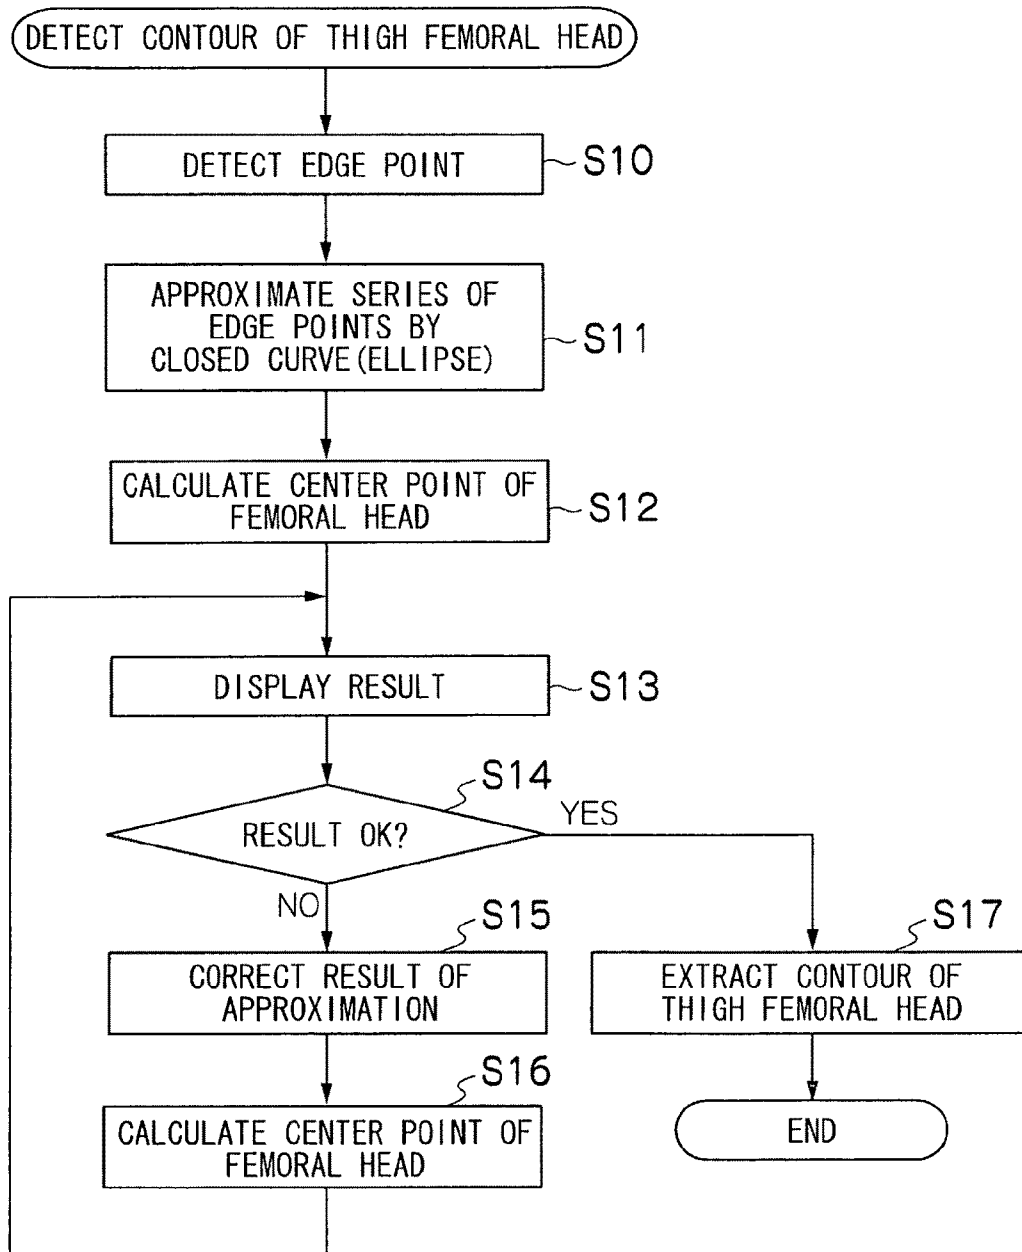 DETECT CONTOUR OF THIGH FEMORAL HEAD
DETECT EDGE POINT
S10
APPROXIMATE SERIES OF
EDGE POINTS BY
CLOSED CURVE(ELLIPSE)
S11
CALCULATE CENTER POINT OF
FEMORAL HEAD
S12
DISPLAY RESULT
S13
S14
RESULT OK?
YES
NO
S15
CORRECT RESULT OF
APPROXIMATION
S17
EXTRACT CONTOUR OF
THIGH FEMORAL HEAD
S16
CALCULATE CENTER POINT OF
FEMORAL HEAD
END